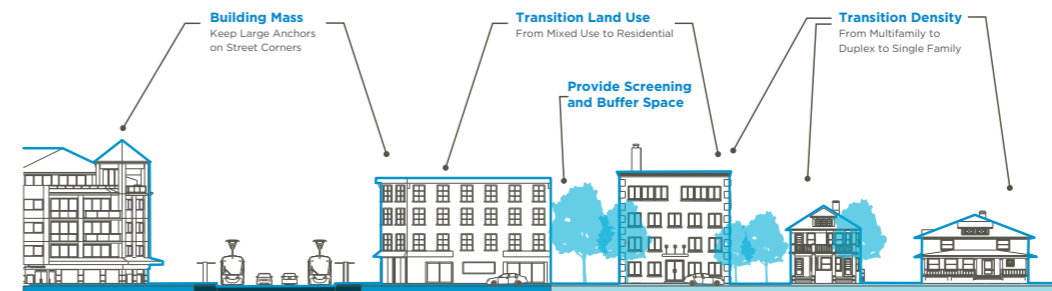 Building Mass
Keep Large Anchors
on Street Corners
Transition Land Use
From Mixed Use to Residential
Provide Screening
and Buffer Space
Transition Density
From Multifamily to
Duplex to Single Family